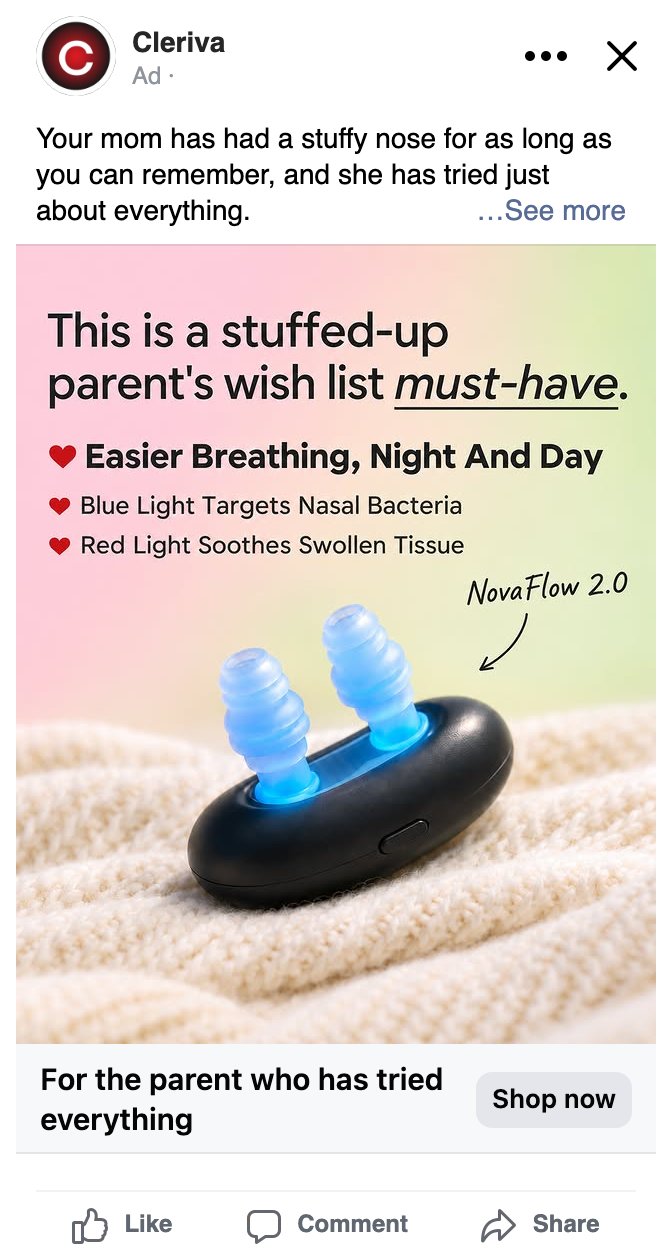 C
Cleriva
Ad ·
Your mom has had a stuffy nose for as long as
you can remember, and she has tried just
about everything.
...See more
This is a stuffed-up
parent's wish list must-have.
Easier Breathing, Night And Day
Blue Light Targets Nasal Bacteria
Red Light Soothes Swollen Tissue
NovaFlow 2.0
For the parent who has tried
everything
Shop now
Like
Comment
Share